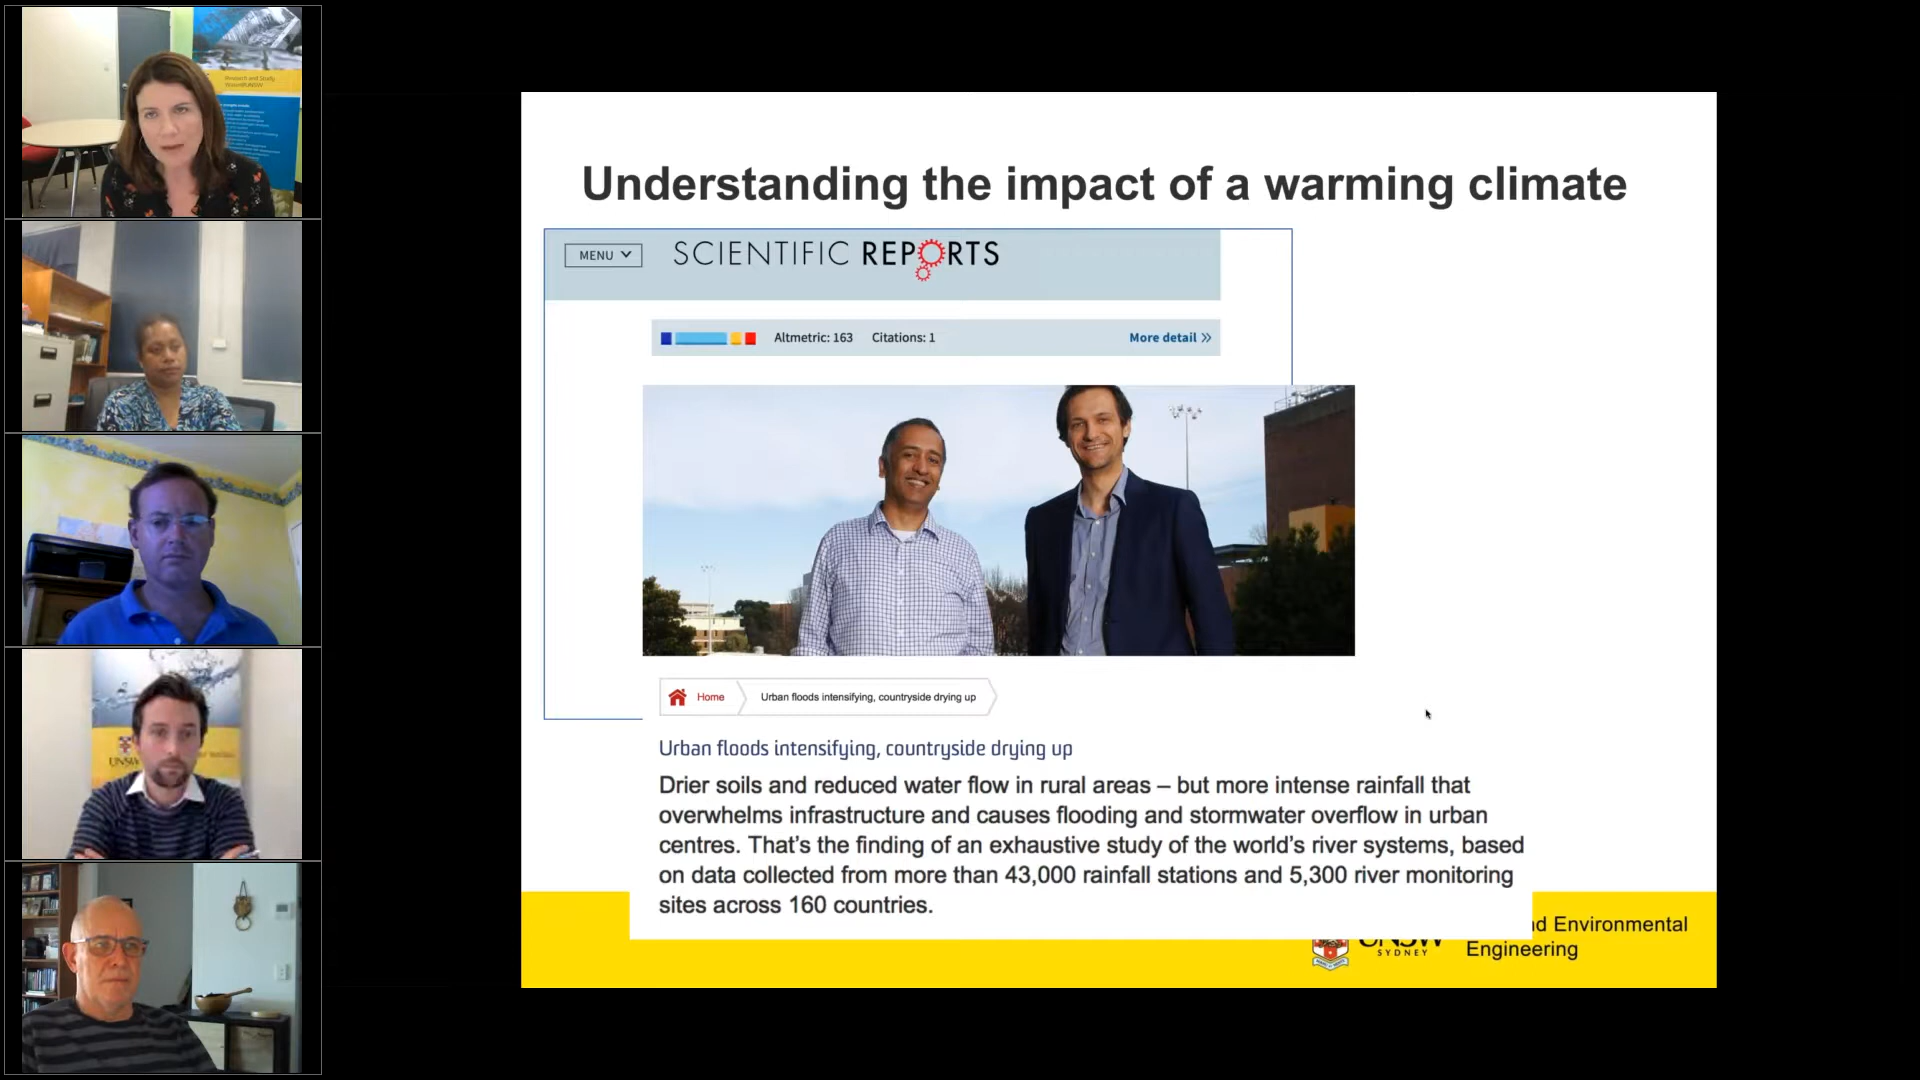 Research and Study
Understanding the impact of a warming climate
MENU
SCIENTIFIC REPORTS
Altmetric: 163 Citations: 1 More detail »
Home Urban floods intensifying, countryside drying up
Urban floods intensifying, countryside drying up
Drier soils and reduced water flow in rural areas – but more intense rainfall that
overwhelms infrastructure and causes flooding and stormwater overflow in urban
centres. That’s the finding of an exhaustive study of the world’s river systems, based
on data collected from more than 43,000 rainfall stations and 5,300 river monitoring
sites across 160 countries.
UNSW
SYDNEY
d Environmental
Engineering